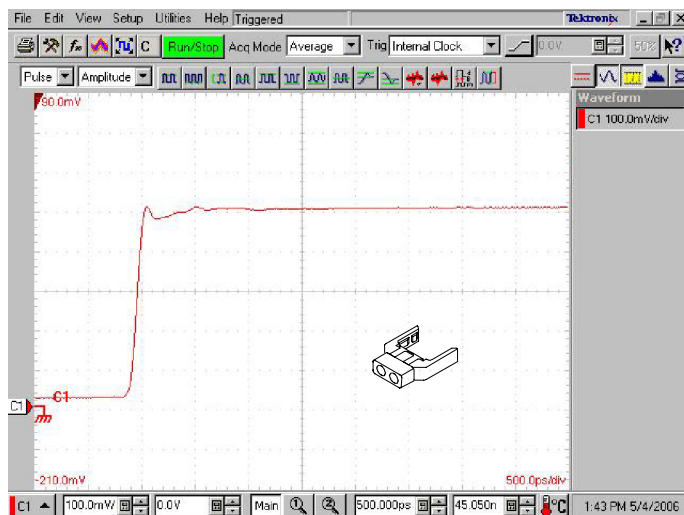 File Edit View Setup Utilities Help Triggered Tektronix
C Run/Stop Acq Mode Average Trig Internal Clock 0.0V 50%
Pulse Amplitude
Waveform
C1 100.0mV/div
90.0mV
C1
C1
-210.0mV 500.0ps/div
C1 100.0mV/ 0.0V Main 500.000ps 45.050n °C 1:43 PM 5/4/2006